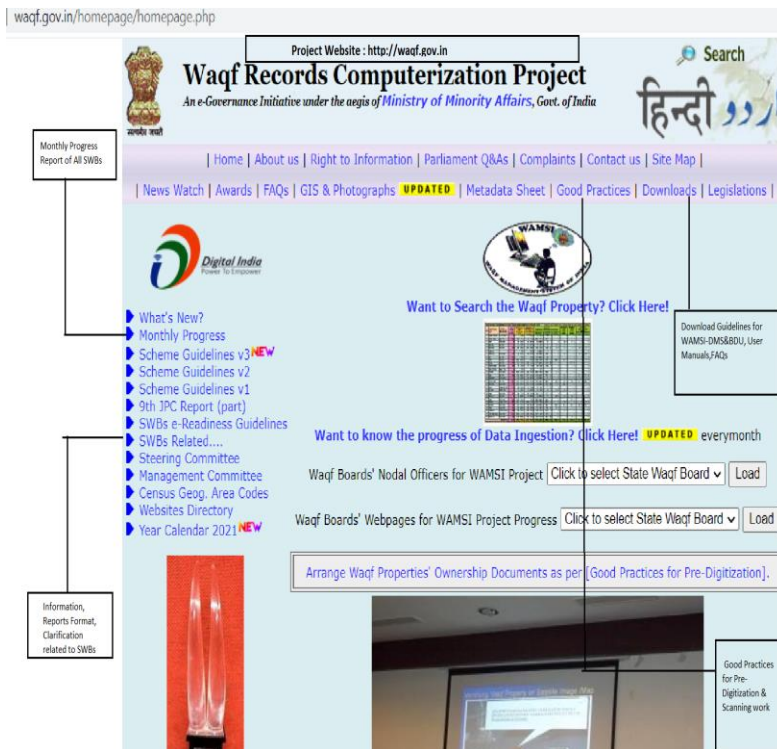 waqf.gov.in/homepage/homepage.php
Project Website : http://waqf.gov.in
Waqf Records Computerization Project
An e-Governance Initiative under the aegis of Ministry of Minority Affairs, Govt. of India
सत्यमेव जयते
Search
हिन्दी
Monthly Progress
Report of All SWBs
| Home | About us | Right to Information | Parliament Q&As | Complaints | Contact us | Site Map |
| News Watch | Awards | FAQs | GIS & Photographs UPDATED | Metadata Sheet | Good Practices | Downloads | Legislations |
Digital India
Power To Empower
WAMSI
WAQF MANAGEMENT SYSTEM OF INDIA
Want to Search the Waqf Property? Click Here!
What's New?
Monthly Progress
Scheme Guidelines v3 NEW
Scheme Guidelines v2
Scheme Guidelines v1
9th JPC Report (part)
SWBs e-Readiness Guidelines
SWBs Related....
Steering Committee
Management Committee
Census Geog. Area Codes
Websites Directory
Year Calendar 2021 NEW
Download Guidelines for
WAMSI-DMS&BDU, User
Manuals,FAQs
Want to know the progress of Data Ingestion? Click Here! UPDATED everymonth
Waqf Boards' Nodal Officers for WAMSI Project Click to select State Waqf Board Load
Waqf Boards' Webpages for WAMSI Project Progress Click to select State Waqf Board Load
Arrange Waqf Properties' Ownership Documents as per [Good Practices for Pre-Digitization].
Information,
Reports Format,
Clarification
related to SWBs
Good Practices
for Pre-
Digitization &
Scanning work